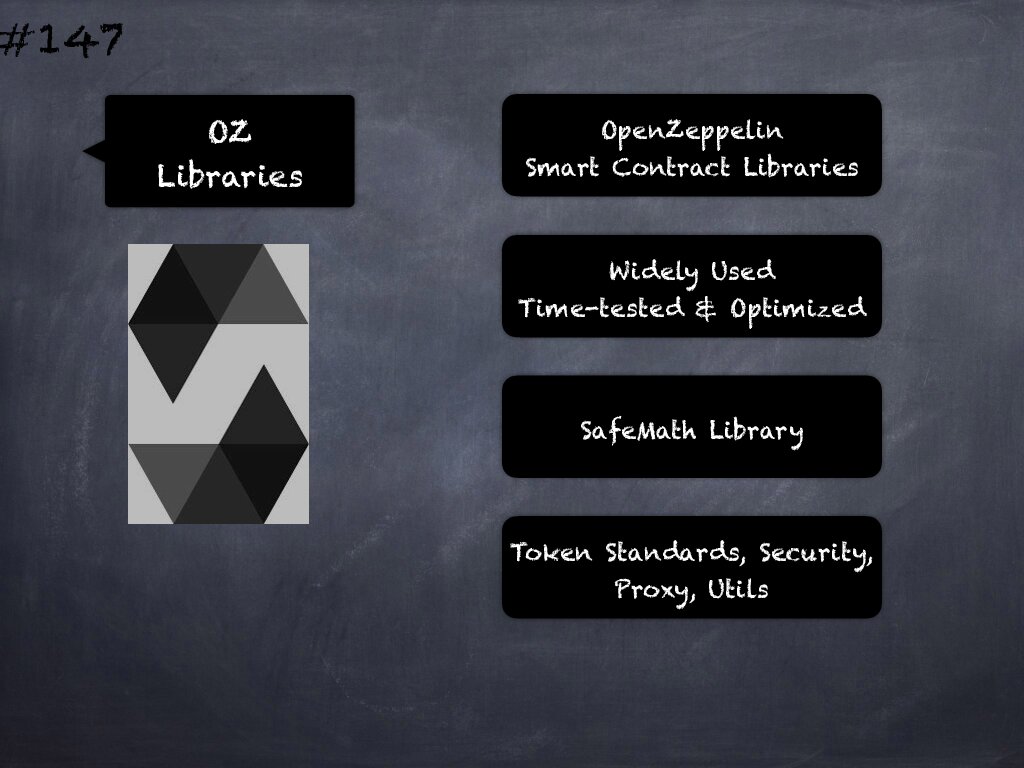 #147
OZ
Libraries
OpenZeppelin
Smart Contract Libraries
Widely Used
Time-tested & Optimized
SafeMath Library
Token Standards, Security,
Proxy, Utils